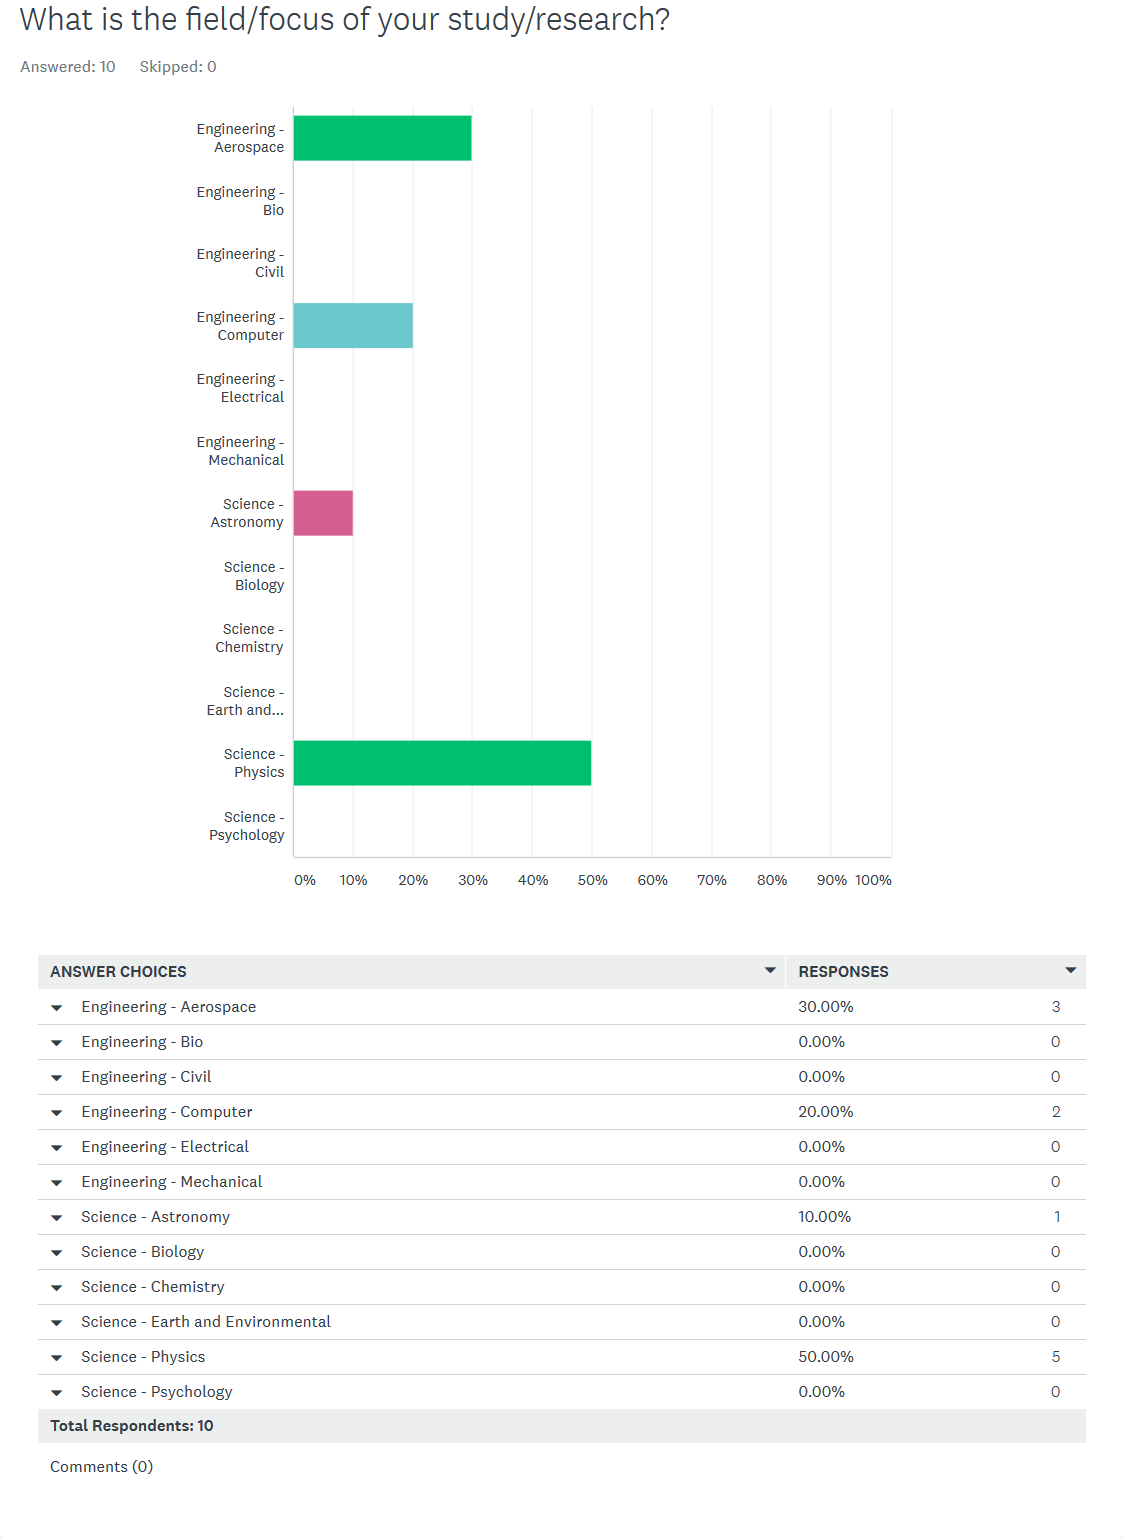 What is the field/focus of your study/research?
Answered: 10 Skipped: 0
Engineering -
Aerospace
Engineering -
Bio
Engineering -
Civil
Engineering -
Computer
Engineering -
Electrical
Engineering -
Mechanical
Science -
Astronomy
Science -
Biology
Science -
Chemistry
Science -
Earth and...
Science -
Physics
Science -
Psychology
0% 10% 20% 30% 40% 50% 60% 70% 80% 90% 100%
ANSWER CHOICES RESPONSES
Engineering - Aerospace 30.00% 3
Engineering - Bio 0.00% 0
Engineering - Civil 0.00% 0
Engineering - Computer 20.00% 2
Engineering - Electrical 0.00% 0
Engineering - Mechanical 0.00% 0
Science - Astronomy 10.00% 1
Science - Biology 0.00% 0
Science - Chemistry 0.00% 0
Science - Earth and Environmental 0.00% 0
Science - Physics 50.00% 5
Science - Psychology 0.00% 0
Total Respondents: 10
Comments (0)